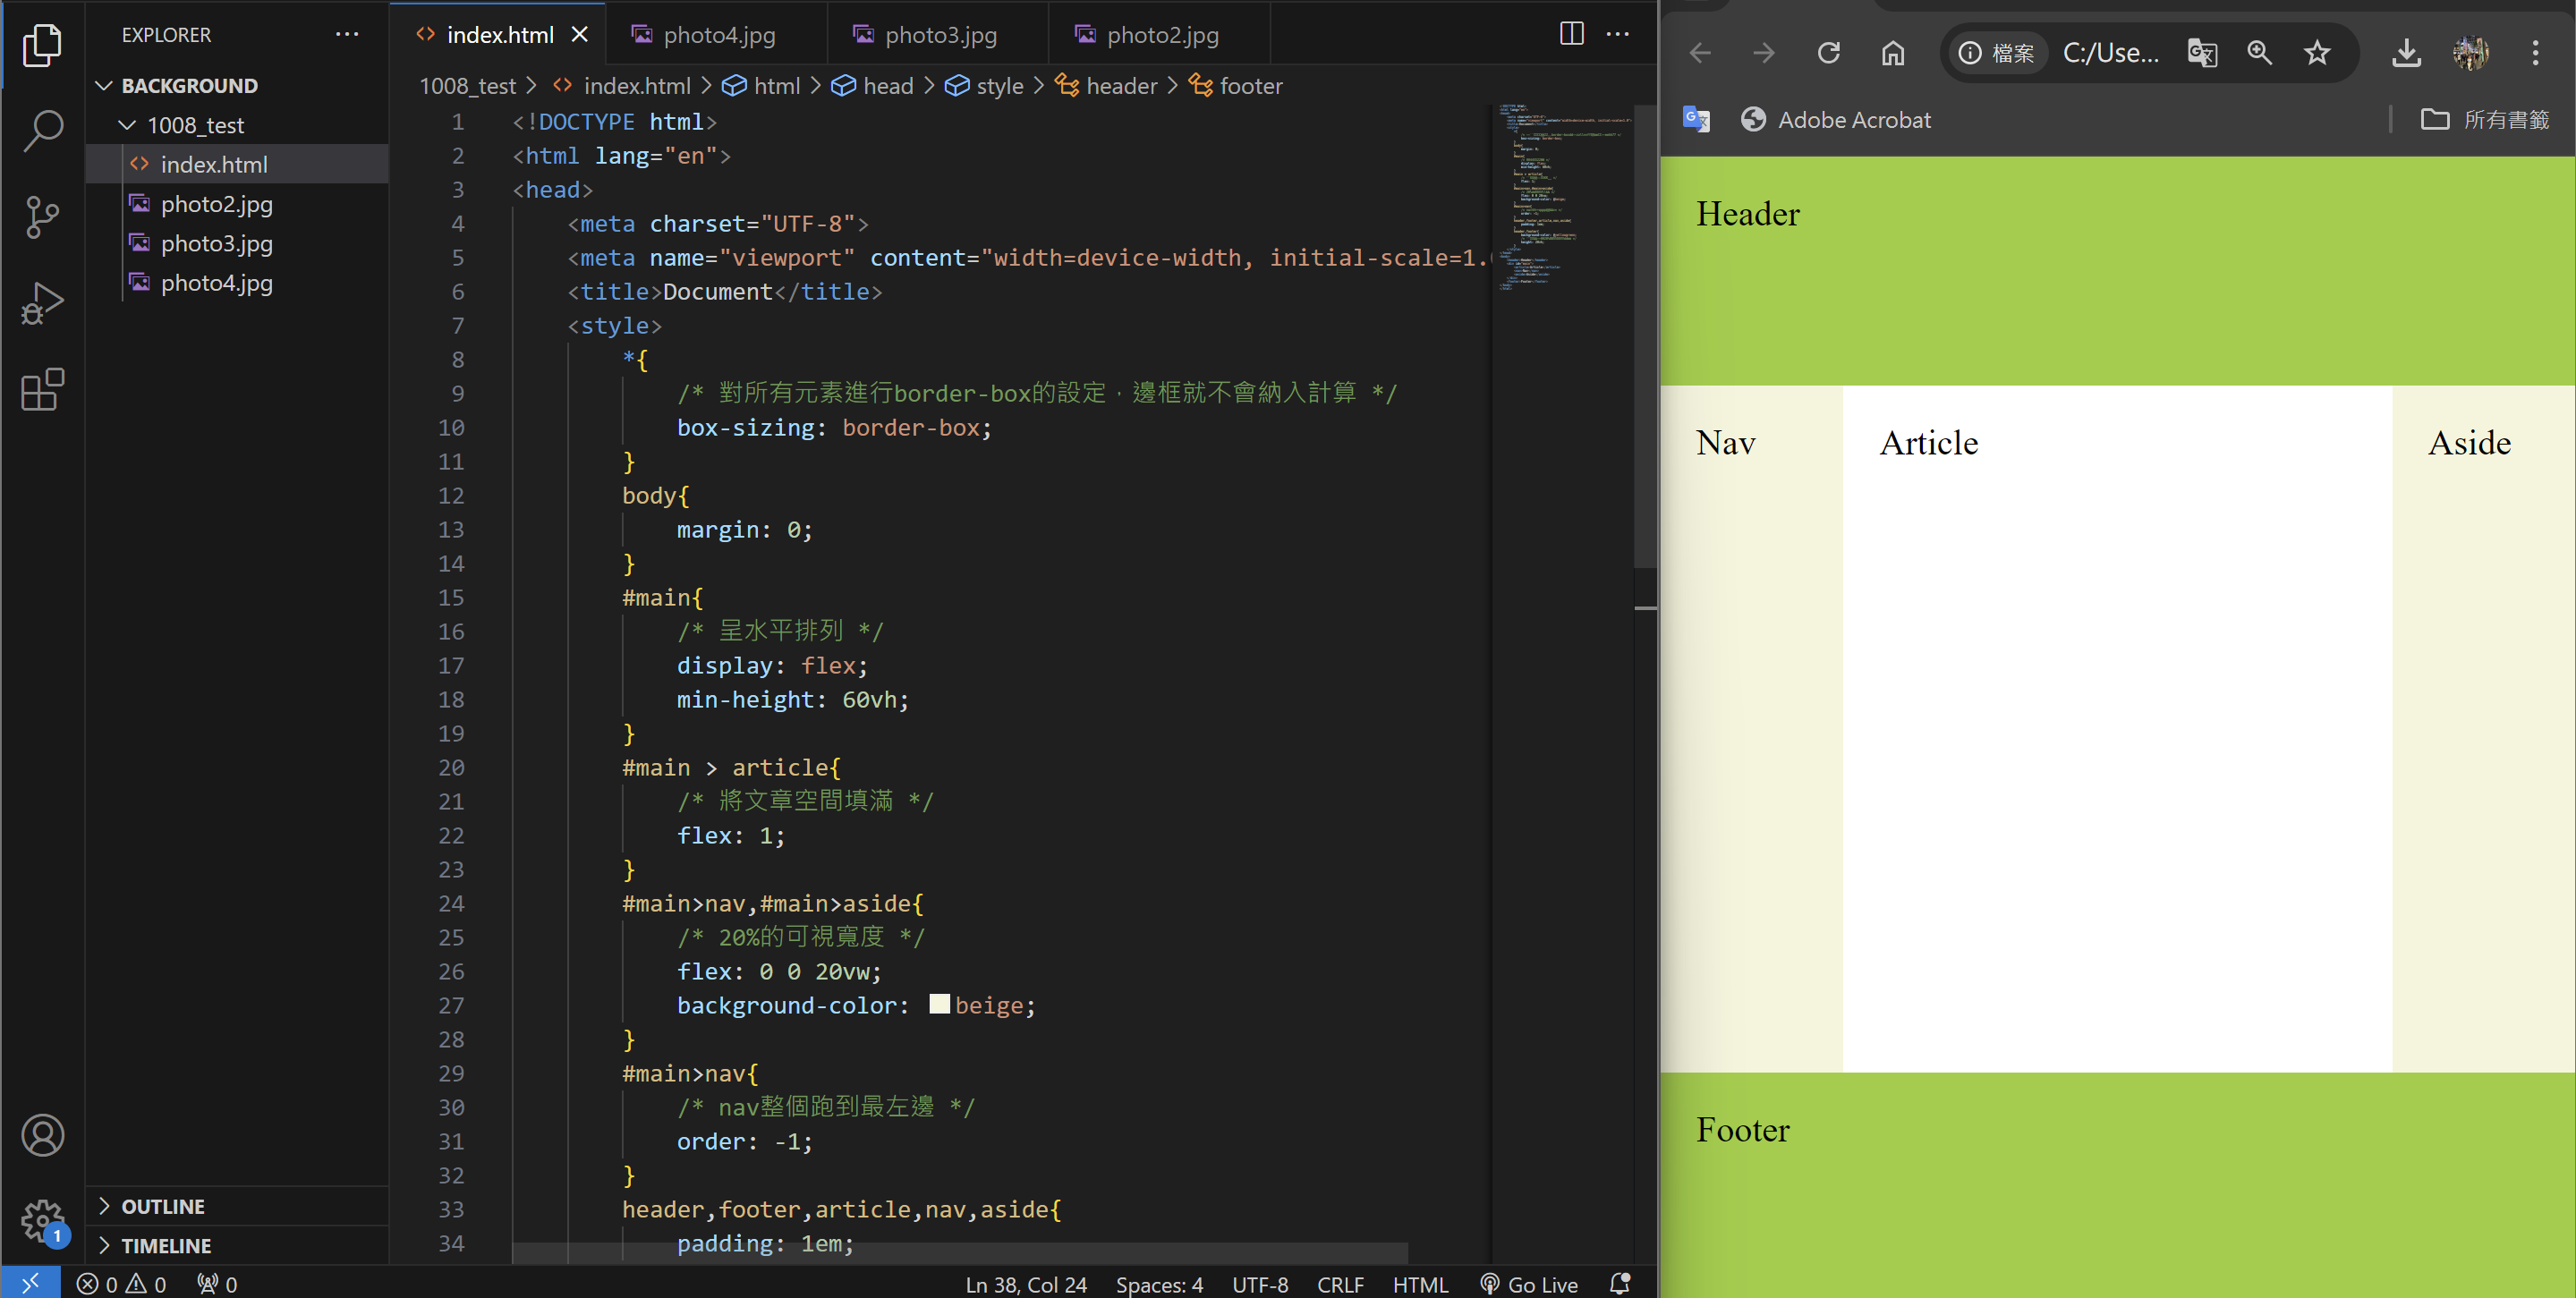 EXPLORER
BACKGROUND
1008_test
index.html
photo2.jpg
photo3.jpg
photo4.jpg
OUTLINE
TIMELINE
index.html
photo4.jpg
photo3.jpg
photo2.jpg
1008_test > index.html > html > head > style > header > footer
1 <!DOCTYPE html>
2 <html lang="en">
3 <head>
4 <meta charset="UTF-8">
5 <meta name="viewport" content="width=device-width, initial-scale=1.
6 <title>Document</title>
7 <style>
8 *{
9 /* 對所有元素進行border-box的設定，邊框就不會納入計算 */
10 box-sizing: border-box;
11 }
12 body{
13 margin: 0;
14 }
15 #main{
16 /* 呈水平排列 */
17 display: flex;
18 min-height: 60vh;
19 }
20 #main > article{
21 /* 將文章空間填滿 */
22 flex: 1;
23 }
24 #main>nav,#main>aside{
25 /* 20%的可視寬度 */
26 flex: 0 0 20vw;
27 background-color: beige;
28 }
29 #main>nav{
30 /* nav整個跑到最左邊 */
31 order: -1;
32 }
33 header,footer,article,nav,aside{
34 padding: 1em;
1
0 0 0
Ln 38, Col 24 Spaces: 4 UTF-8 CRLF HTML Go Live
檔案 C:/Use...
Adobe Acrobat
所有書籤
Header
Nav
Article
Aside
Footer